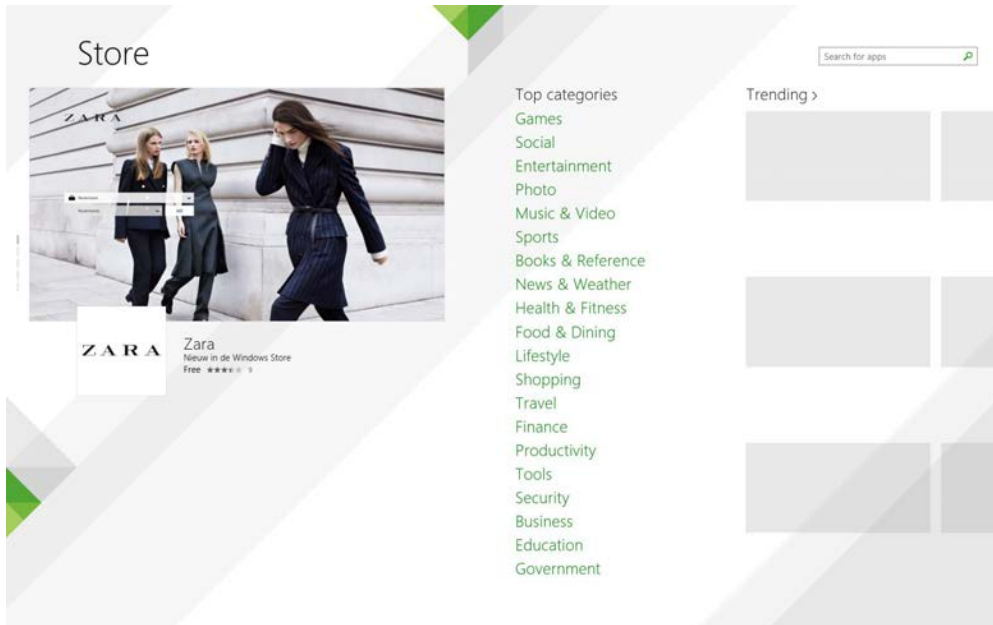 Store
Search for apps
ZARA
ZARA
Zara
Nieuw in de Windows Store
Free
9
Top categories
Games
Social
Entertainment
Photo
Music & Video
Sports
Books & Reference
News & Weather
Health & Fitness
Food & Dining
Lifestyle
Shopping
Travel
Finance
Productivity
Tools
Security
Business
Education
Government
Trending >